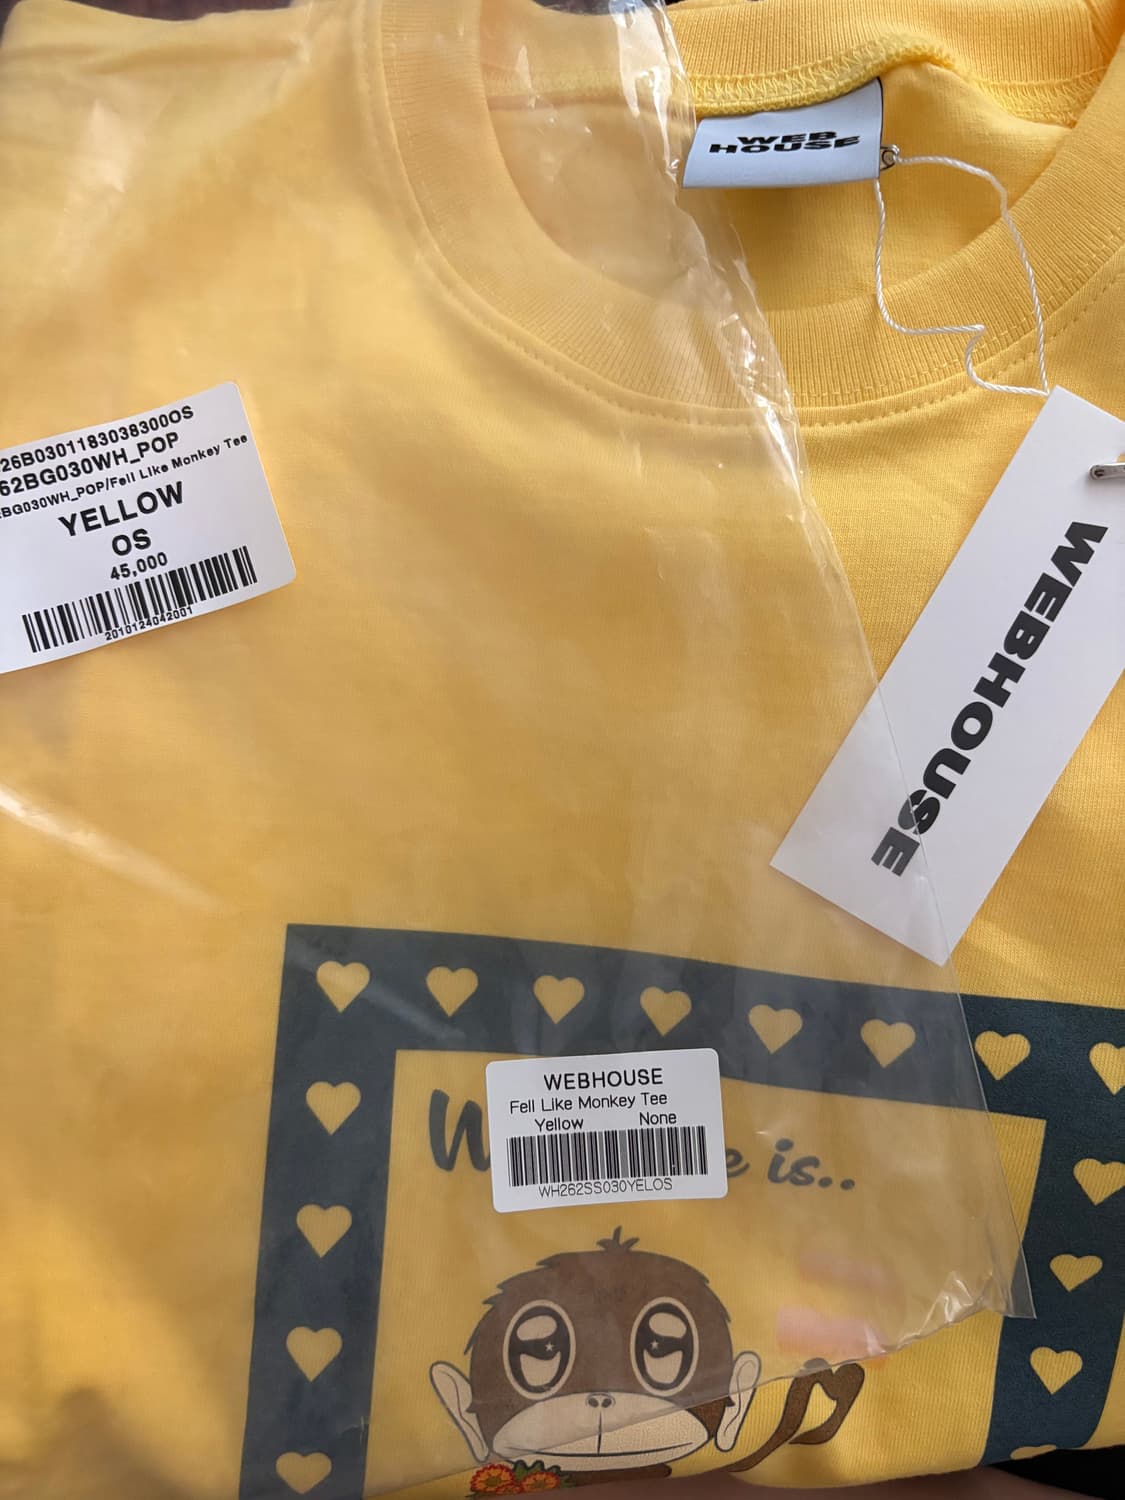 WEB
HOUSE
26B03011830383000S
62BG030WH_POP
BG030WH_POP/Fell Like Monkey Tee
YELLOW
OS
45,000
2010124042001
WEBHOUSE
WEBHOUSE
Fell Like Monkey Tee
Yellow None
WH262SS030YELOS
is..